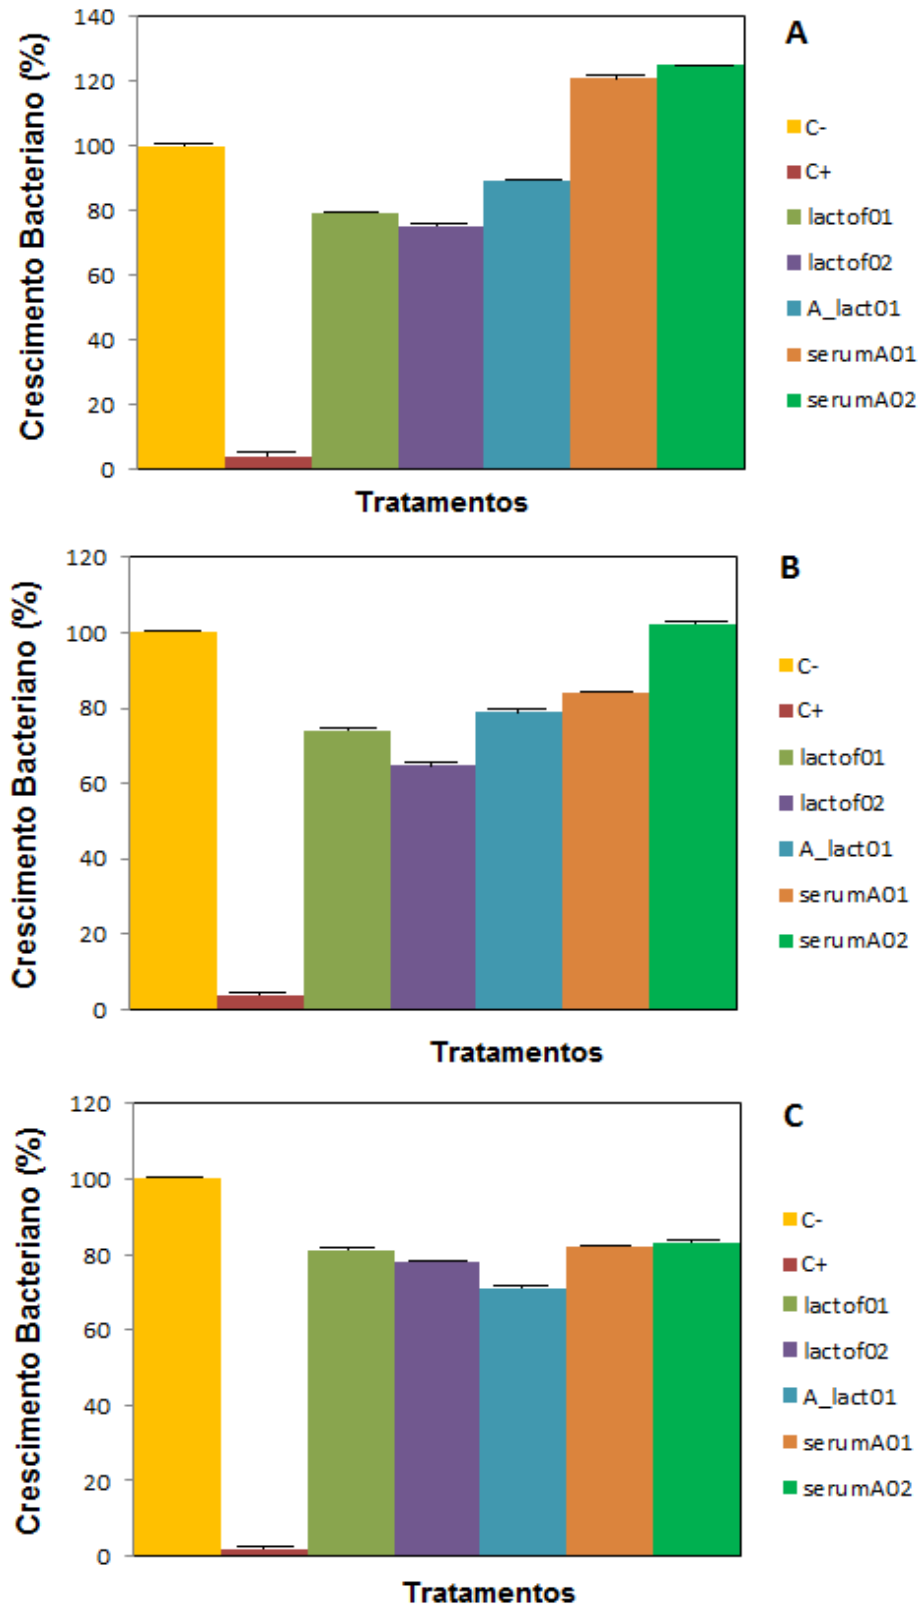 A
Crescimento Bacteriano (%)
140
120
100
80
60
40
20
0
Tratamentos
C-
C+
lactof01
lactof02
A_lact01
serumA01
serumA02
B
Crescimento Bacteriano (%)
120
100
80
60
40
20
0
Tratamentos
C-
C+
lactof01
lactof02
A_lact01
serumA01
serumA02
C
Crescimento Bacteriano (%)
120
100
80
60
40
20
0
Tratamentos
C-
C+
lactof01
lactof02
A_lact01
serumA01
serumA02